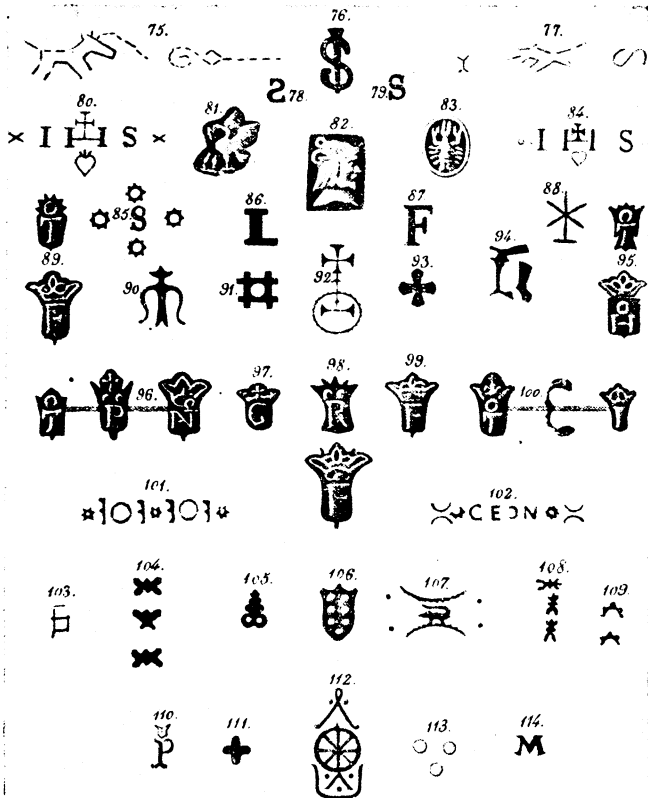 75. 76. 77.
S
S 78. 79. S
80. 81. 82. 83. 84.
× I H S × I H S
85. S 86. 87. 88.
L F
89. 90. 91. 92. 93. 94. 95.
F H
96. 97. 98. 99. 100.
P N G R F C
F
101. 102.
CEON
103. 104. 105. 106. 107. 108. 109.
110. 111. 112. 113. 114.
P M